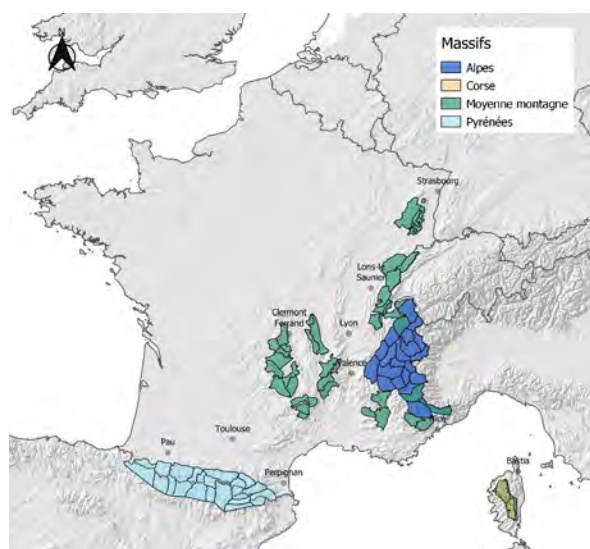 N
Massifs
Alpes
Corse
Moyenne montagne
Pyrénées
Strasbourg
Lons-le
Saunier
Clermont
Ferrand
Lyon
Valence
Toulouse
Pau
Perpignan
Bastia